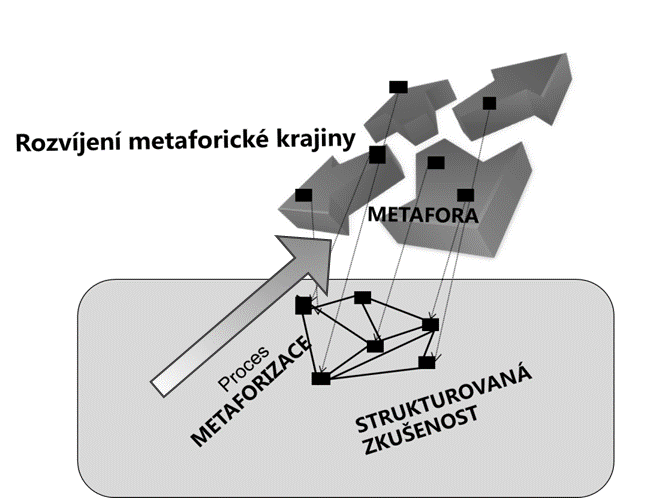 Rozvíjení metaforické krajiny
METAFORA
Proces
METAFORIZACE
STRUKTUROVANÁ
ZKUŠENOST